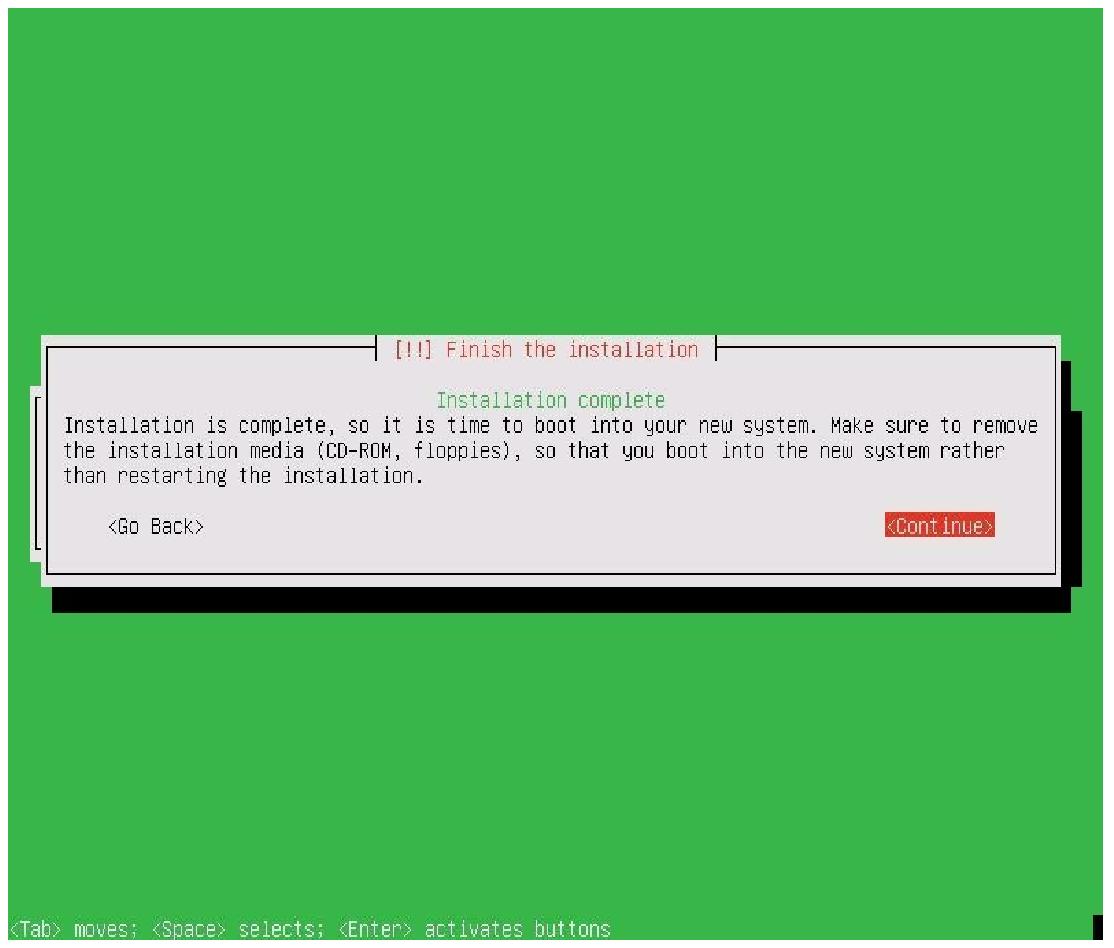 [!!] Finish the installation
Installation complete
Installation is complete, so it is time to boot into your new system. Make sure to remove
the installation media (CD-ROM, floppies), so that you boot into the new system rather
than restarting the installation.
<Go Back> <Continue>
<Tab> moves; <Space> selects; <Enter> activates buttons